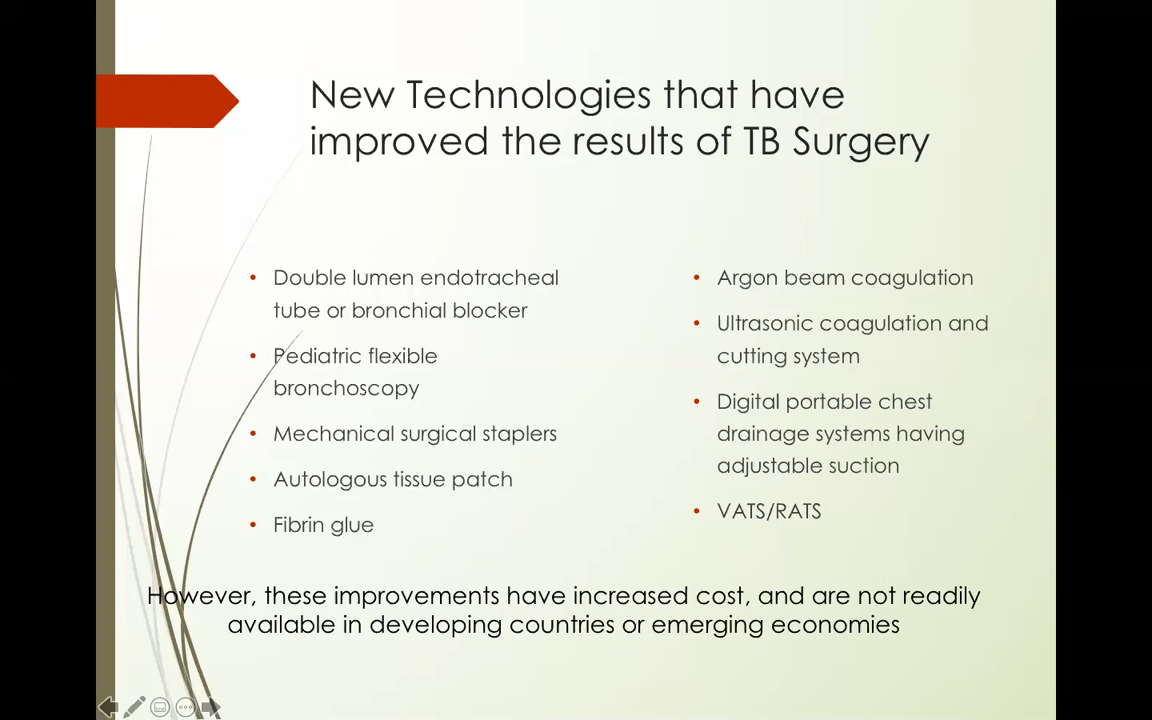 New Technologies that have
improved the results of TB Surgery
• Double lumen endotracheal
tube or bronchial blocker
• Pediatric flexible
bronchoscopy
• Mechanical surgical staplers
• Autologous tissue patch
• Fibrin glue
• Argon beam coagulation
• Ultrasonic coagulation and
cutting system
• Digital portable chest
drainage systems having
adjustable suction
• VATS/RATS
However, these improvements have increased cost, and are not readily
available in developing countries or emerging economies